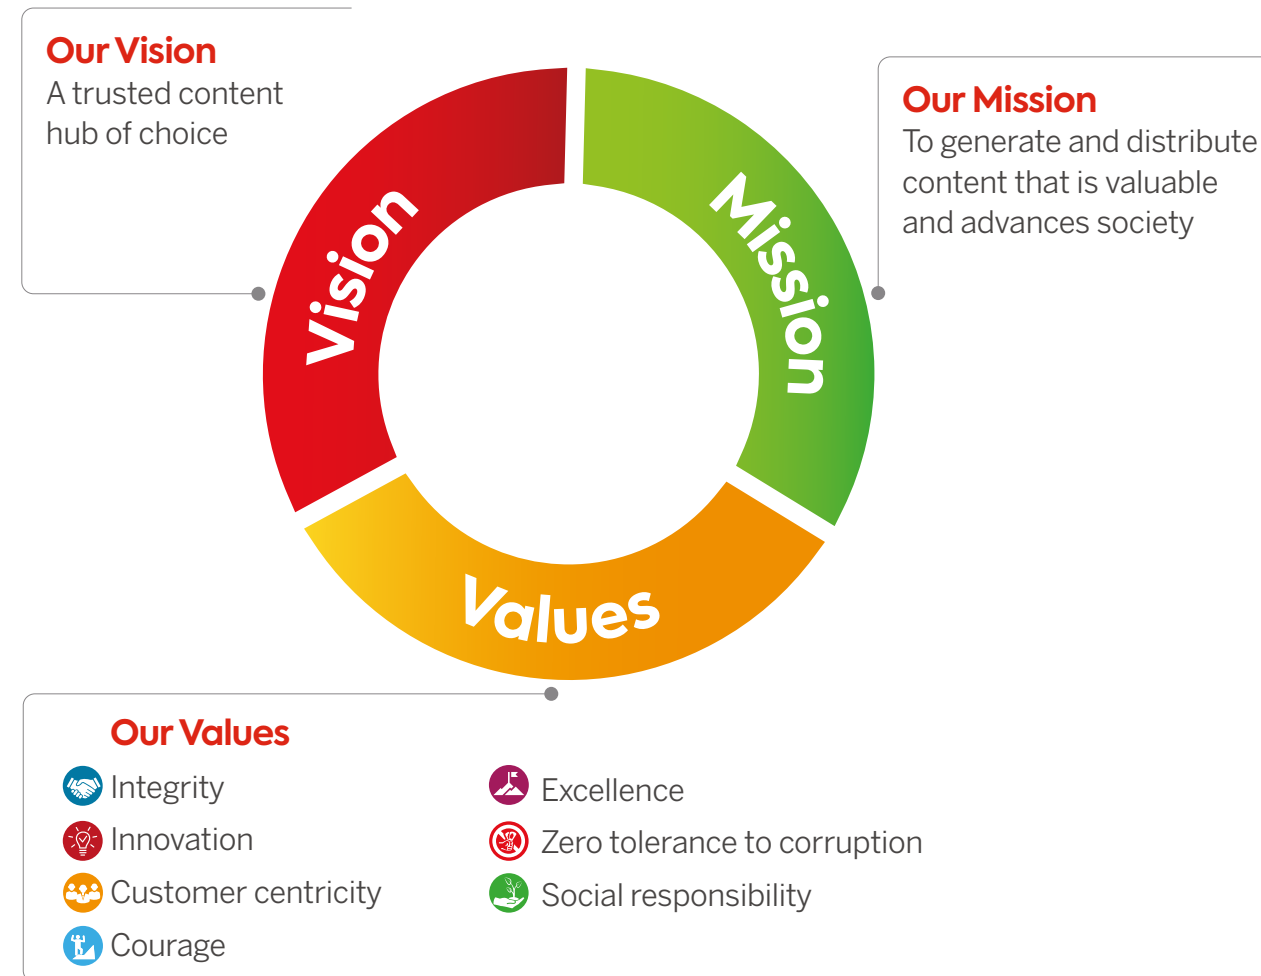 Our Vision
A trusted content
hub of choice
Our Mission
To generate and distribute
content that is valuable
and advances society
Vision
Mission
Values
Our Values
Integrity
Innovation
Customer centricity
Courage
Excellence
Zero tolerance to corruption
Social responsibility